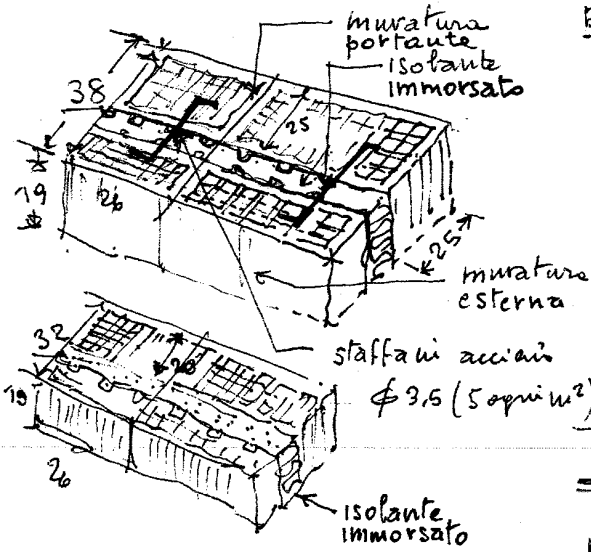 muratura
portante
isolante
immorsato
38
25
19
26
25
muratura
esterna
staffa in acciaio
ϕ 3,5 (5 ogni m²)
32
19
26
isolante
immorsato